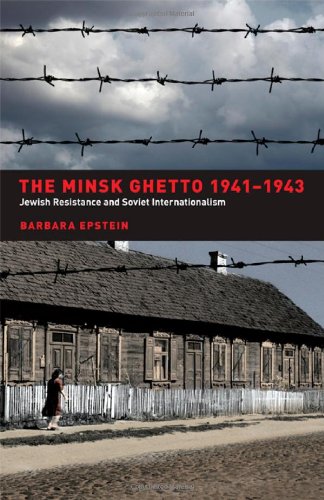 THE MINSK GHETTO 1941–1943
Jewish Resistance and Soviet Internationalism
BARBARA EPSTEIN